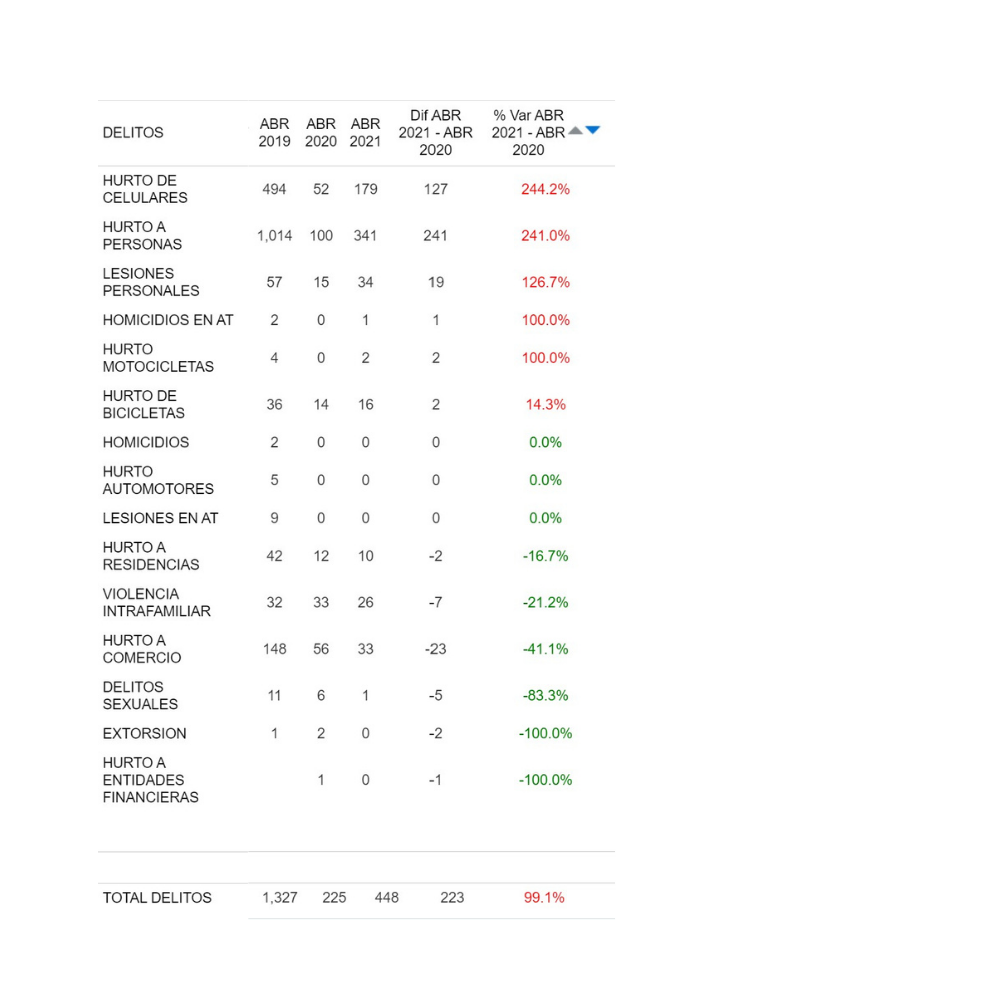 DELITOS ABR 2019 ABR 2020 ABR 2021 Dif ABR 2021 - ABR 2020 % Var ABR 2021 - ABR 2020
HURTO DE CELULARES 494 52 179 127 244.2%
HURTO A PERSONAS 1,014 100 341 241 241.0%
LESIONES PERSONALES 57 15 34 19 126.7%
HOMICIDIOS EN AT 2 0 1 1 100.0%
HURTO MOTOCICLETAS 4 0 2 2 100.0%
HURTO DE BICICLETAS 36 14 16 2 14.3%
HOMICIDIOS 2 0 0 0 0.0%
HURTO AUTOMOTORES 5 0 0 0 0.0%
LESIONES EN AT 9 0 0 0 0.0%
HURTO A RESIDENCIAS 42 12 10 -2 -16.7%
VIOLENCIA INTRAFAMILIAR 32 33 26 -7 -21.2%
HURTO A COMERCIO 148 56 33 -23 -41.1%
DELITOS SEXUALES 11 6 1 -5 -83.3%
EXTORSION 1 2 0 -2 -100.0%
HURTO A ENTIDADES FINANCIERAS 1 0 -1 -100.0%
TOTAL DELITOS 1,327 225 448 223 99.1%